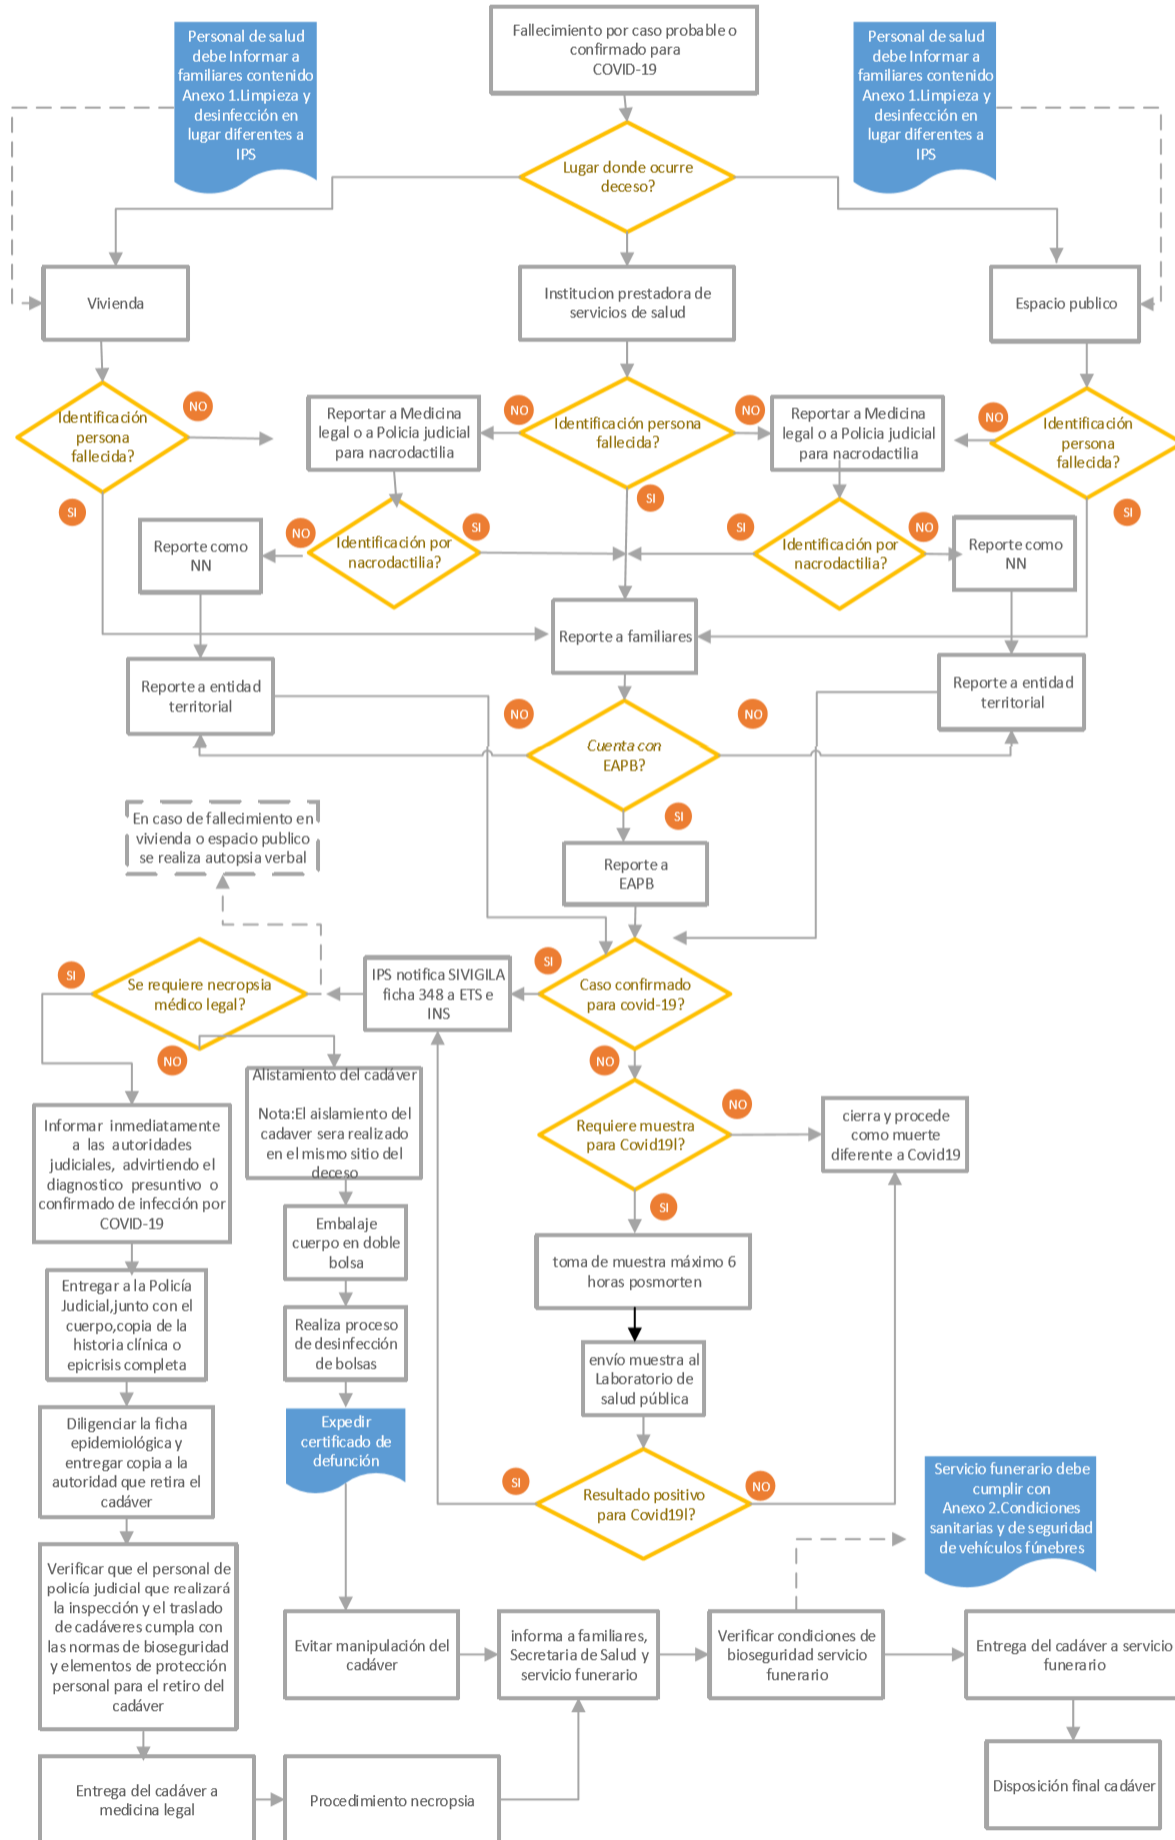 Personal de salud
debe Informar a
familiares contenido
Anexo 1.Limpieza y
desinfección en
lugar diferentes a
IPS
Fallecimiento por caso probable o
confirmado para
COVID-19
Personal de salud
debe Informar a
familiares contenido
Anexo 1.Limpieza y
desinfección en
lugar diferentes a
IPS
Lugar donde ocurre
deceso?
Vivienda
Institucion prestadora de
servicios de salud
Espacio publico
Identificación
persona
fallecida?
NO
SI
Reportar a Medicina
legal o a Policia judicial
para nacrodactilia
NO
Identificación persona
fallecida?
NO
SI
Reportar a Medicina
legal o a Policia judicial
para nacrodactilia
NO
Identificación
persona
fallecida?
SI
Reporte como
NN
NO
Identificación por
nacrodactilia?
SI
SI
Identificación por
nacrodactilia?
NO
Reporte como
NN
Reporte a familiares
Reporte a entidad
territorial
NO
Cuenta con
EAPB?
NO
SI
Reporte a entidad
territorial
En caso de fallecimiento en
vivienda o espacio publico
se realiza autopsia verbal
Reporte a
EAPB
SI
Se requiere necropsia
médico legal?
NO
IPS notifica SIVIGILA
ficha 348 a ETS e
INS
SI
Caso confirmado
para covid-19?
NO
Alistamiento del cadáver
Nota:El aislamiento del
cadaver sera realizado
en el mismo sitio del
deceso
Requiere muestra
para Covid19l?
NO
SI
cierra y procede
como muerte
diferente a Covid19
Informar inmediatamente
a las autoridades
judiciales, advirtiendo el
diagnostico presuntivo o
confirmado de infección por
COVID-19
Embalaje
cuerpo en doble
bolsa
toma de muestra máximo 6
horas posmorten
Entregar a la Policía
Judicial,junto con el
cuerpo,copia de la
historia clínica o
epicrisis completa
Realiza proceso
de desinfección
de bolsas
envío muestra al
Laboratorio de
salud pública
Diligenciar la ficha
epidemiológica y
entregar copia a la
autoridad que retira el
cadáver
Expedir
certificado de
defunción
SI
Resultado positivo
para Covid19l?
NO
Servicio funerario debe
cumplir con
Anexo 2.Condiciones
sanitarias y de seguridad
de vehículos fúnebres
Verificar que el personal de
policía judicial que realizará
la inspección y el traslado
de cadáveres cumpla con
las normas de bioseguridad
y elementos de protección
personal para el retiro del
cadáver
Evitar manipulación del
cadáver
informa a familiares,
Secretaria de Salud y
servicio funerario
Verificar condiciones de
bioseguridad servicio
funerario
Entrega del cadáver a servicio
funerario
Entrega del cadáver a
medicina legal
Procedimiento necropsia
Disposición final cadáver